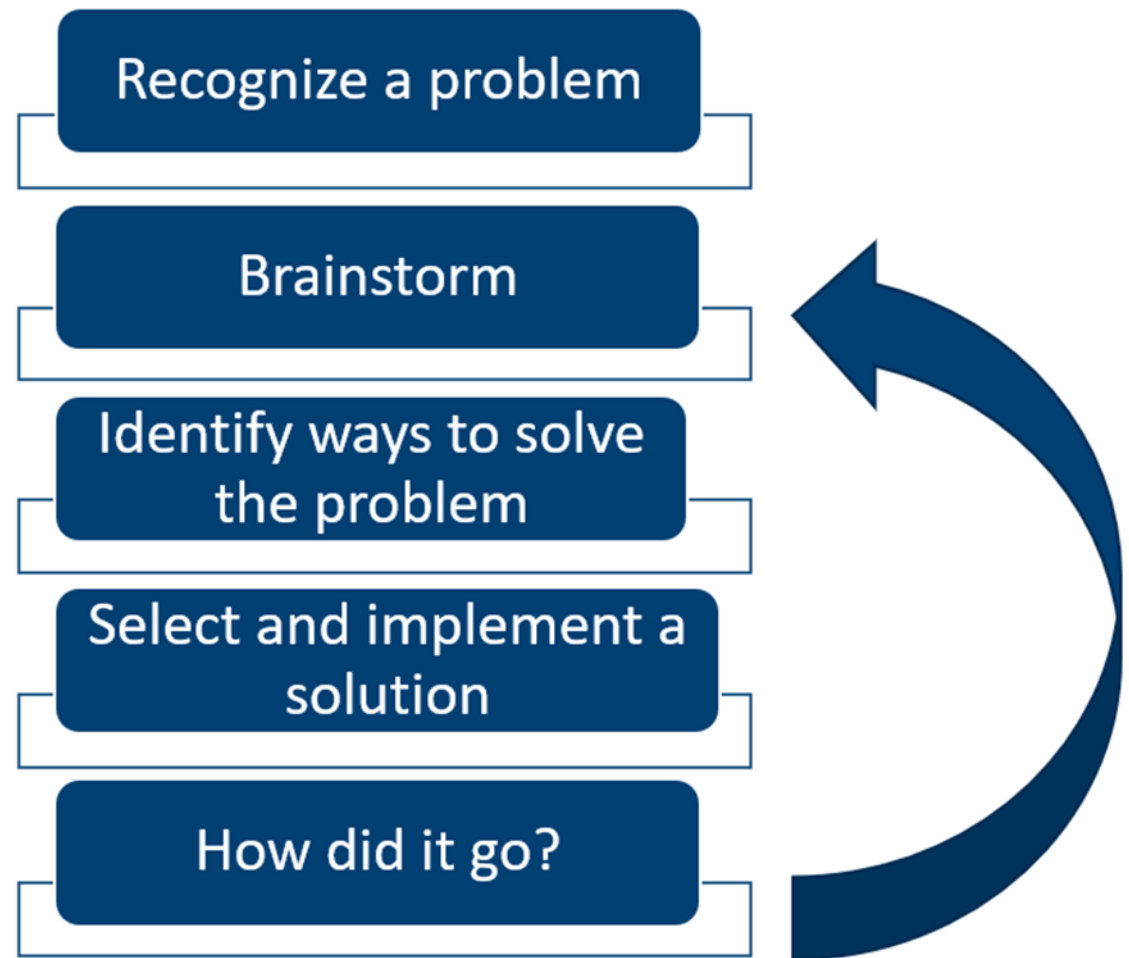 Recognize a problem
Brainstorm
Identify ways to solve
the problem
Select and implement a
solution
How did it go?